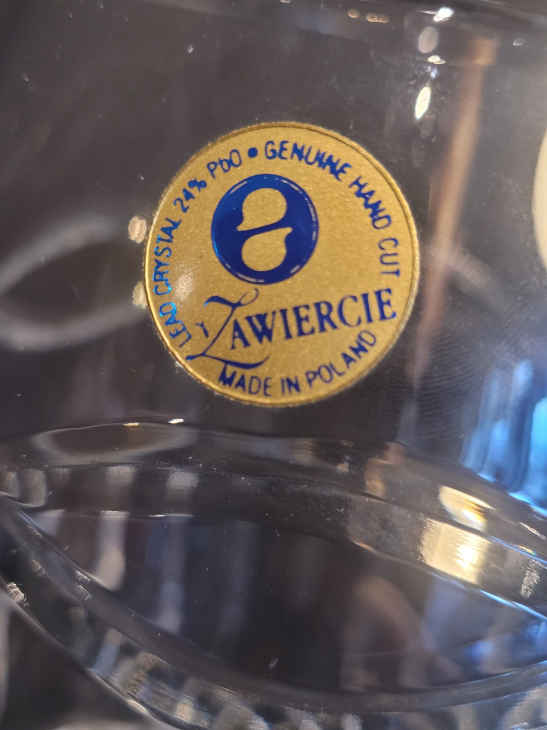 LEAD CRYSTAL 24% PbO • GENUINE HAND CUT
ZAWIERCIE
MADE IN POLAND